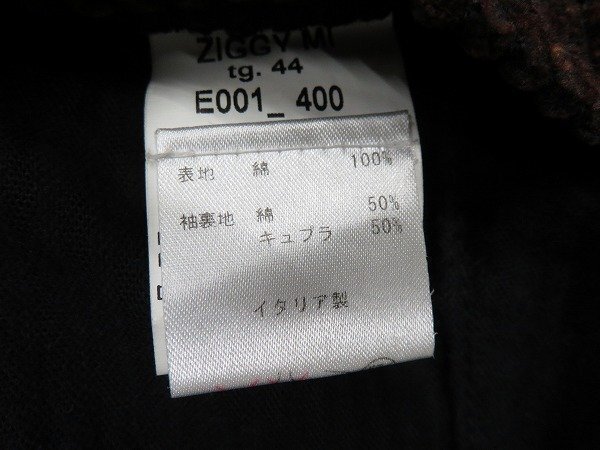 ZIGGY MI
tg. 44
E001_ 400
表地 綿 100%
袖裏地 綿 50%
キュプラ 50%
イタリア製